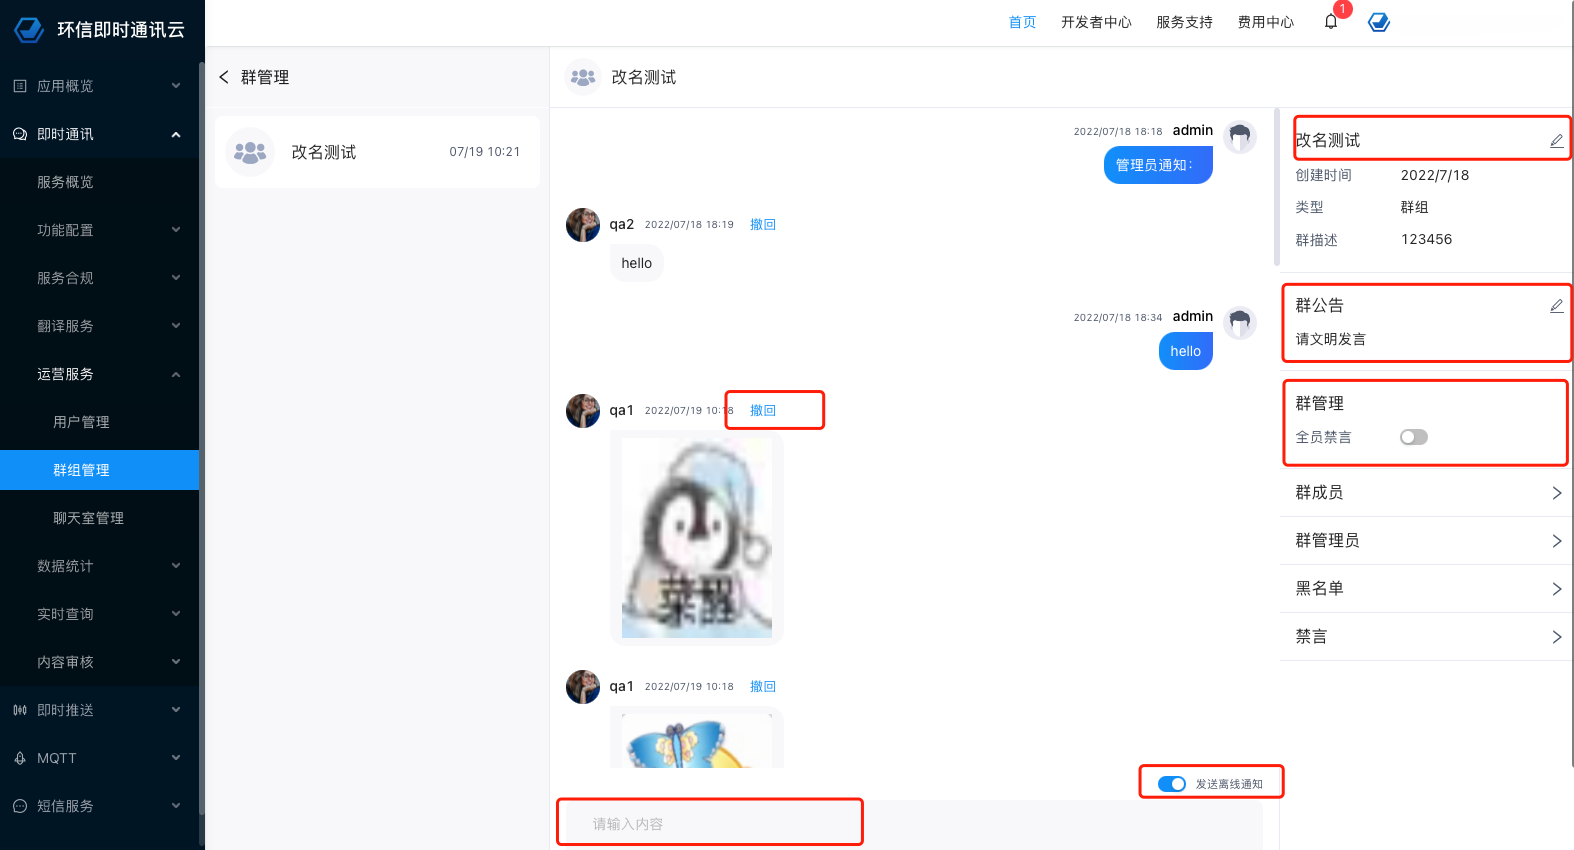 环信即时通讯云
首页 开发者中心 服务支持 费用中心 1
应用概览
即时通讯
服务概览
功能配置
服务合规
翻译服务
运营服务
用户管理
群组管理
聊天室管理
数据统计
实时查询
内容审核
即时推送
MQTT
短信服务
群管理
改名测试 07/19 10:21
改名测试
2022/07/18 18:18 admin
管理员通知：
qa2 2022/07/18 18:19 撤回
hello
2022/07/18 18:34 admin
hello
qa1 2022/07/19 10:18 撤回
菜醒
qa1 2022/07/19 10:18 撤回
发送离线通知
请输入内容
改名测试
创建时间 2022/7/18
类型 群组
群描述 123456
群公告
请文明发言
群管理
全员禁言
群成员
群管理员
黑名单
禁言